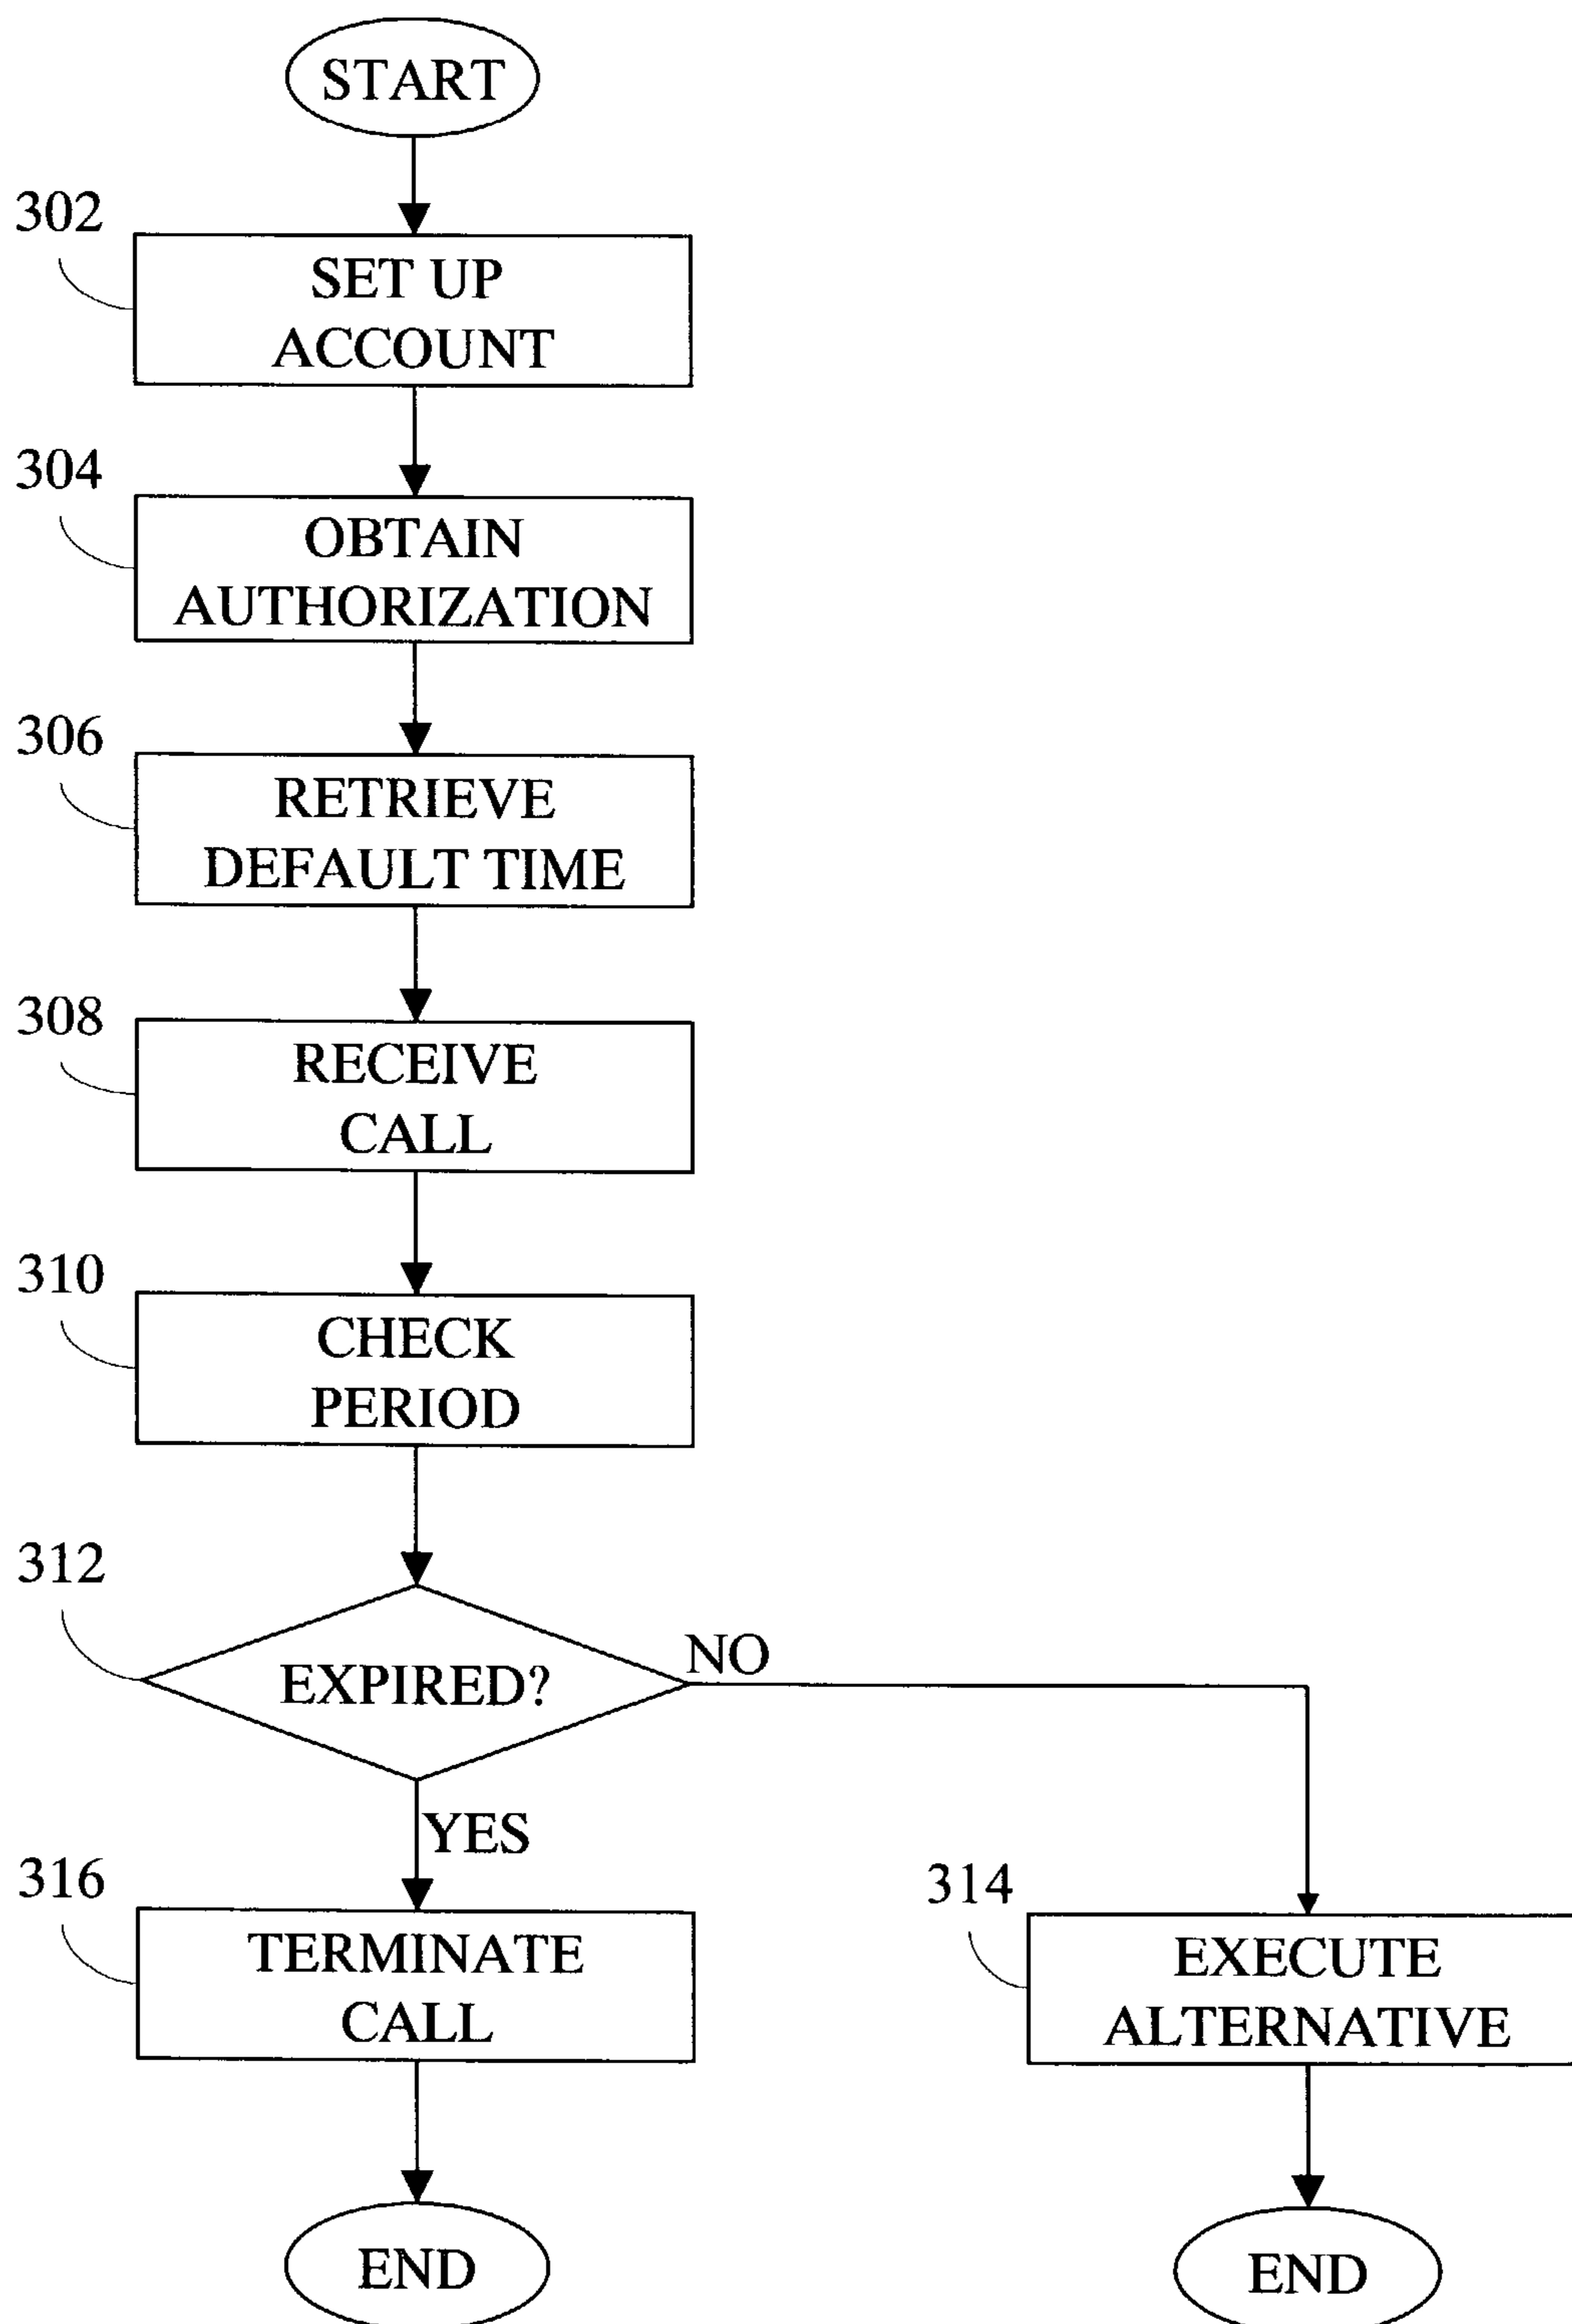 START
302
SET UP
ACCOUNT
304
OBTAIN
AUTHORIZATION
306
RETRIEVE
DEFAULT TIME
308
RECEIVE
CALL
310
CHECK
PERIOD
312
EXPIRED?
NO
YES
316
TERMINATE
CALL
314
EXECUTE
ALTERNATIVE
END
END